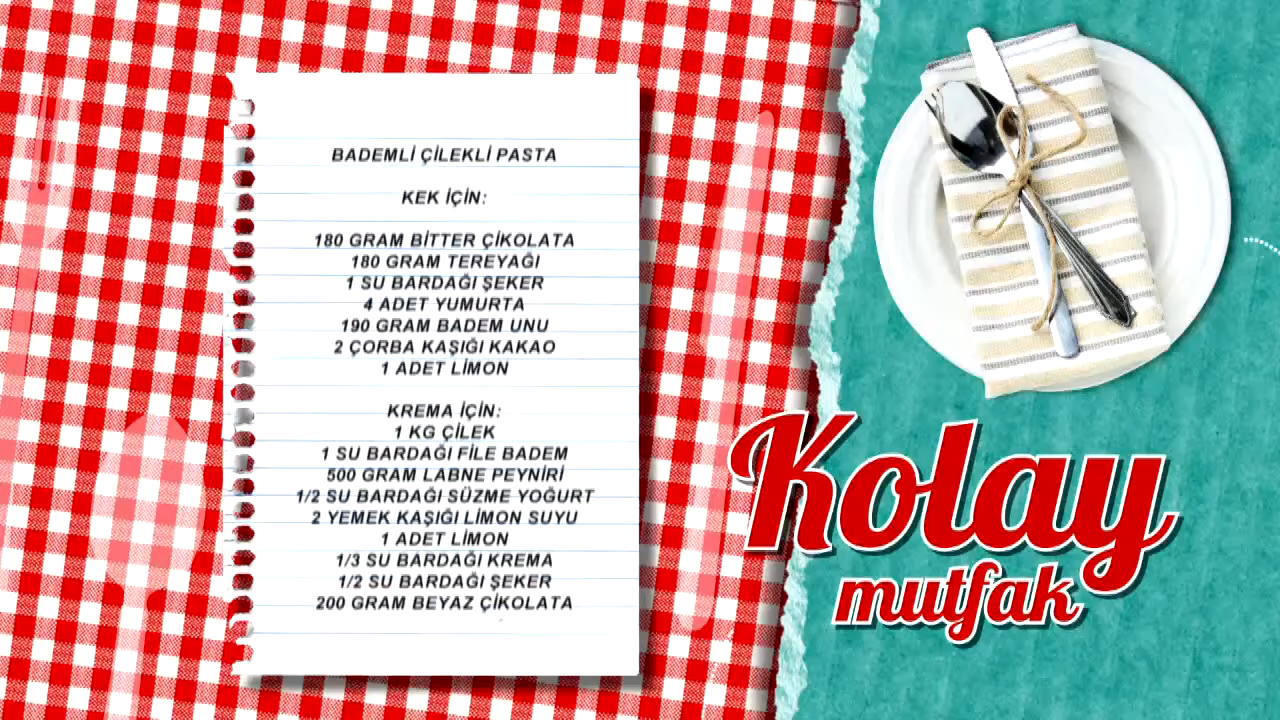 BADEMLİ ÇİLEKLİ PASTA
KEK İÇİN:
180 GRAM BİTTER ÇİKOLATA
180 GRAM TEREYAĞI
1 SU BARDAĞI ŞEKER
4 ADET YUMURTA
190 GRAM BADEM UNU
2 ÇORBA KAŞIĞI KAKAO
1 ADET LİMON
KREMA İÇİN:
1 KG ÇİLEK
1 SU BARDAĞI FİLE BADEM
500 GRAM LABNE PEYNİRİ
1/2 SU BARDAĞI SÜZME YOĞURT
2 YEMEK KAŞIĞI LİMON SUYU
1 ADET LİMON
1/3 SU BARDAĞI KREMA
1/2 SU BARDAĞI ŞEKER
200 GRAM BEYAZ ÇİKOLATA
Kolay
mutfak